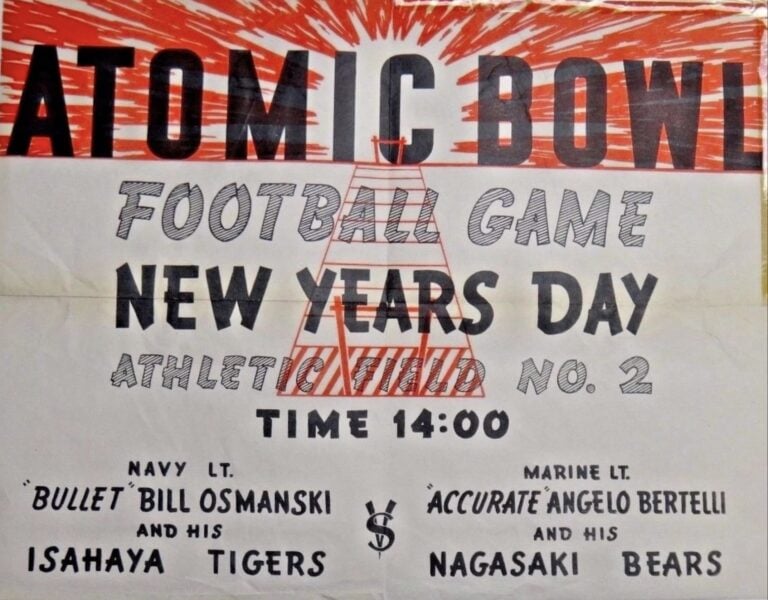 ATOMIC BOWL
FOOTBALL GAME
NEW YEARS DAY
ATHLETIC FIELD NO. 2
TIME 14:00
NAVY LT.
"BULLET" BILL OSMANSKI
AND HIS
ISAHAYA TIGERS
VS
MARINE LT.
"ACCURATE" ANGELO BERTELLI
AND HIS
NAGASAKI BEARS